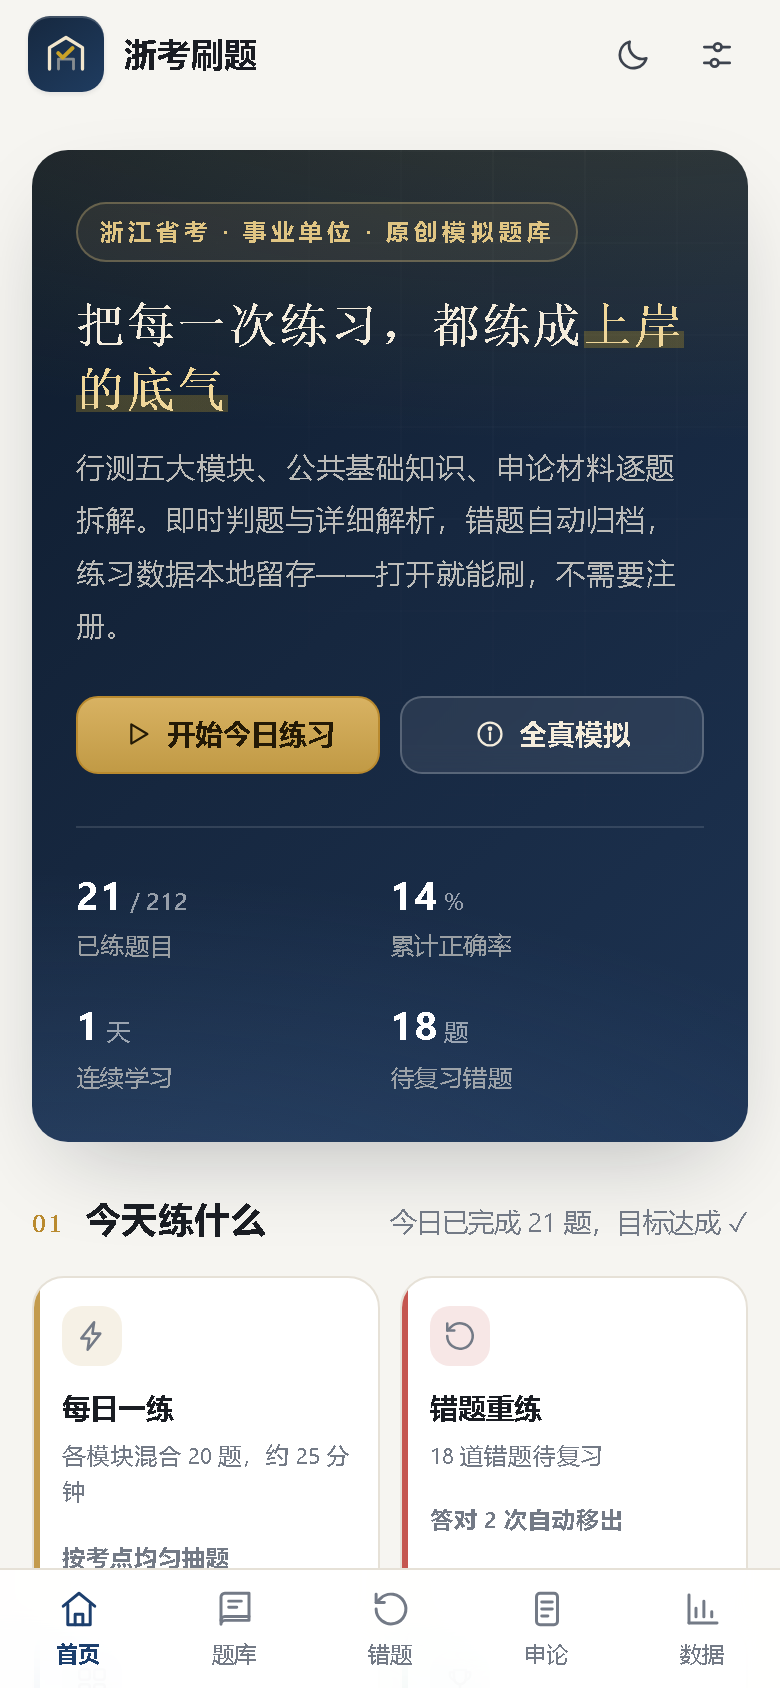 浙考刷题
浙江省考 · 事业单位 · 原创模拟题库
把每一次练习，都练成上岸
的底气
行测五大模块、公共基础知识、申论材料逐题
拆解。即时判题与详细解析，错题自动归档，
练习数据本地留存——打开就能刷，不需要注
册。
开始今日练习
全真模拟
21 / 212
已练题目
14 %
累计正确率
1 天
连续学习
18 题
待复习错题
01 今天练什么
今日已完成 21 题，目标达成 ✓
每日一练
各模块混合 20 题，约 25 分
钟
按考点均匀抽题
错题重练
18 道错题待复习
答对 2 次自动移出
首页
题库
错题
申论
数据